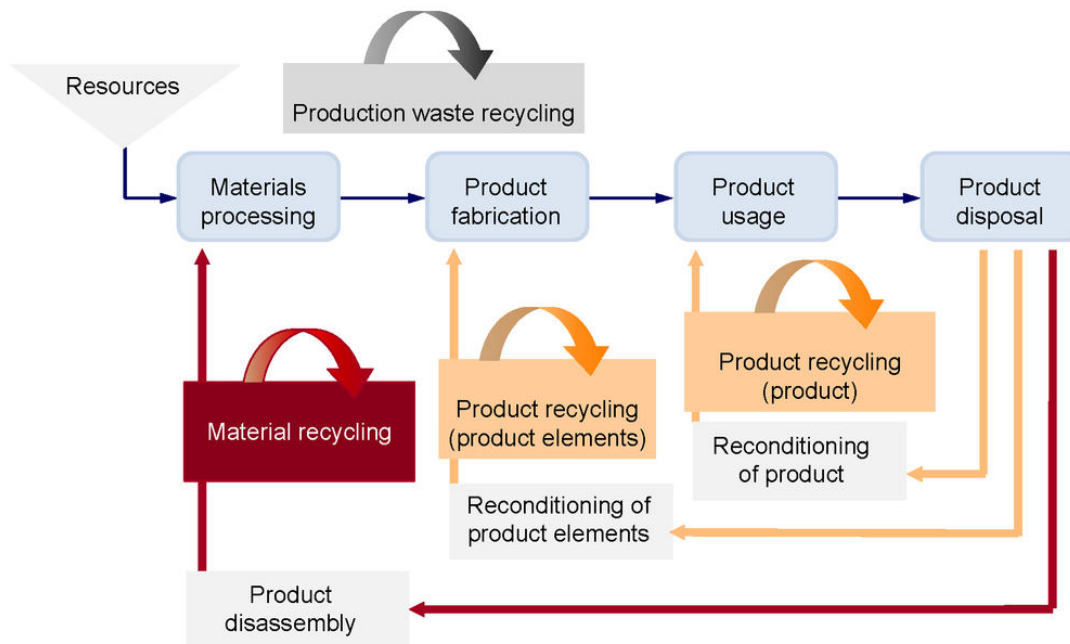 Resources
Production waste recycling
Materials
processing
Product
fabrication
Product
usage
Product
disposal
Material recycling
Product recycling
(product elements)
Product recycling
(product)
Reconditioning
of product
Reconditioning of
product elements
Product
disassembly